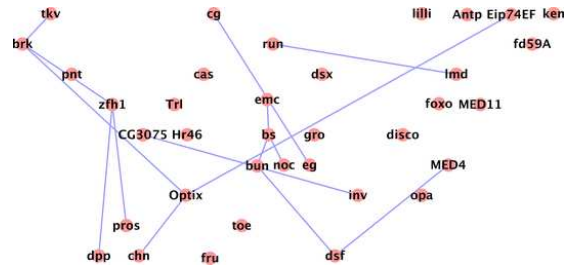 tkv cg lilli Antp Eip74EF ken
brk run fd59A
pnt cas dsx lmd
zfh1 Trl emc foxo MED11
CG3075 Hr46 bs gro disco
bun noc eg MED4
Optix inv opa
pros toe
dpp chn fru dsf